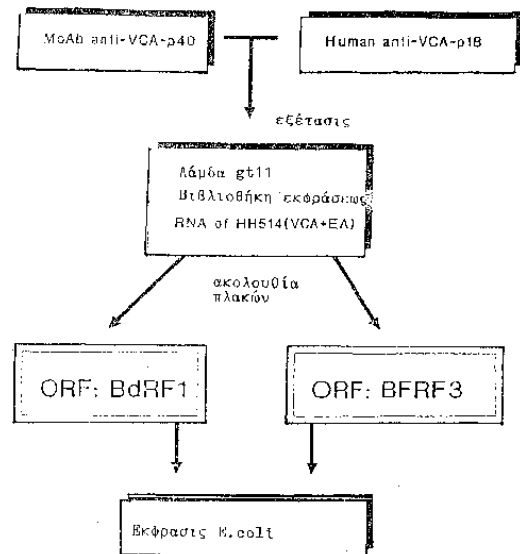 MoAb anti-VCA-p40
Human anti-VCA-p18
εξέτασις
Λάμδα gt11
Βιβλιοθήκη εκφράσεως
RNA of HH514(VCA+EA)
ακολουθία
πλακών
ORF: BdRF1
ORF: BFRF3
Εκφρασις E.coli